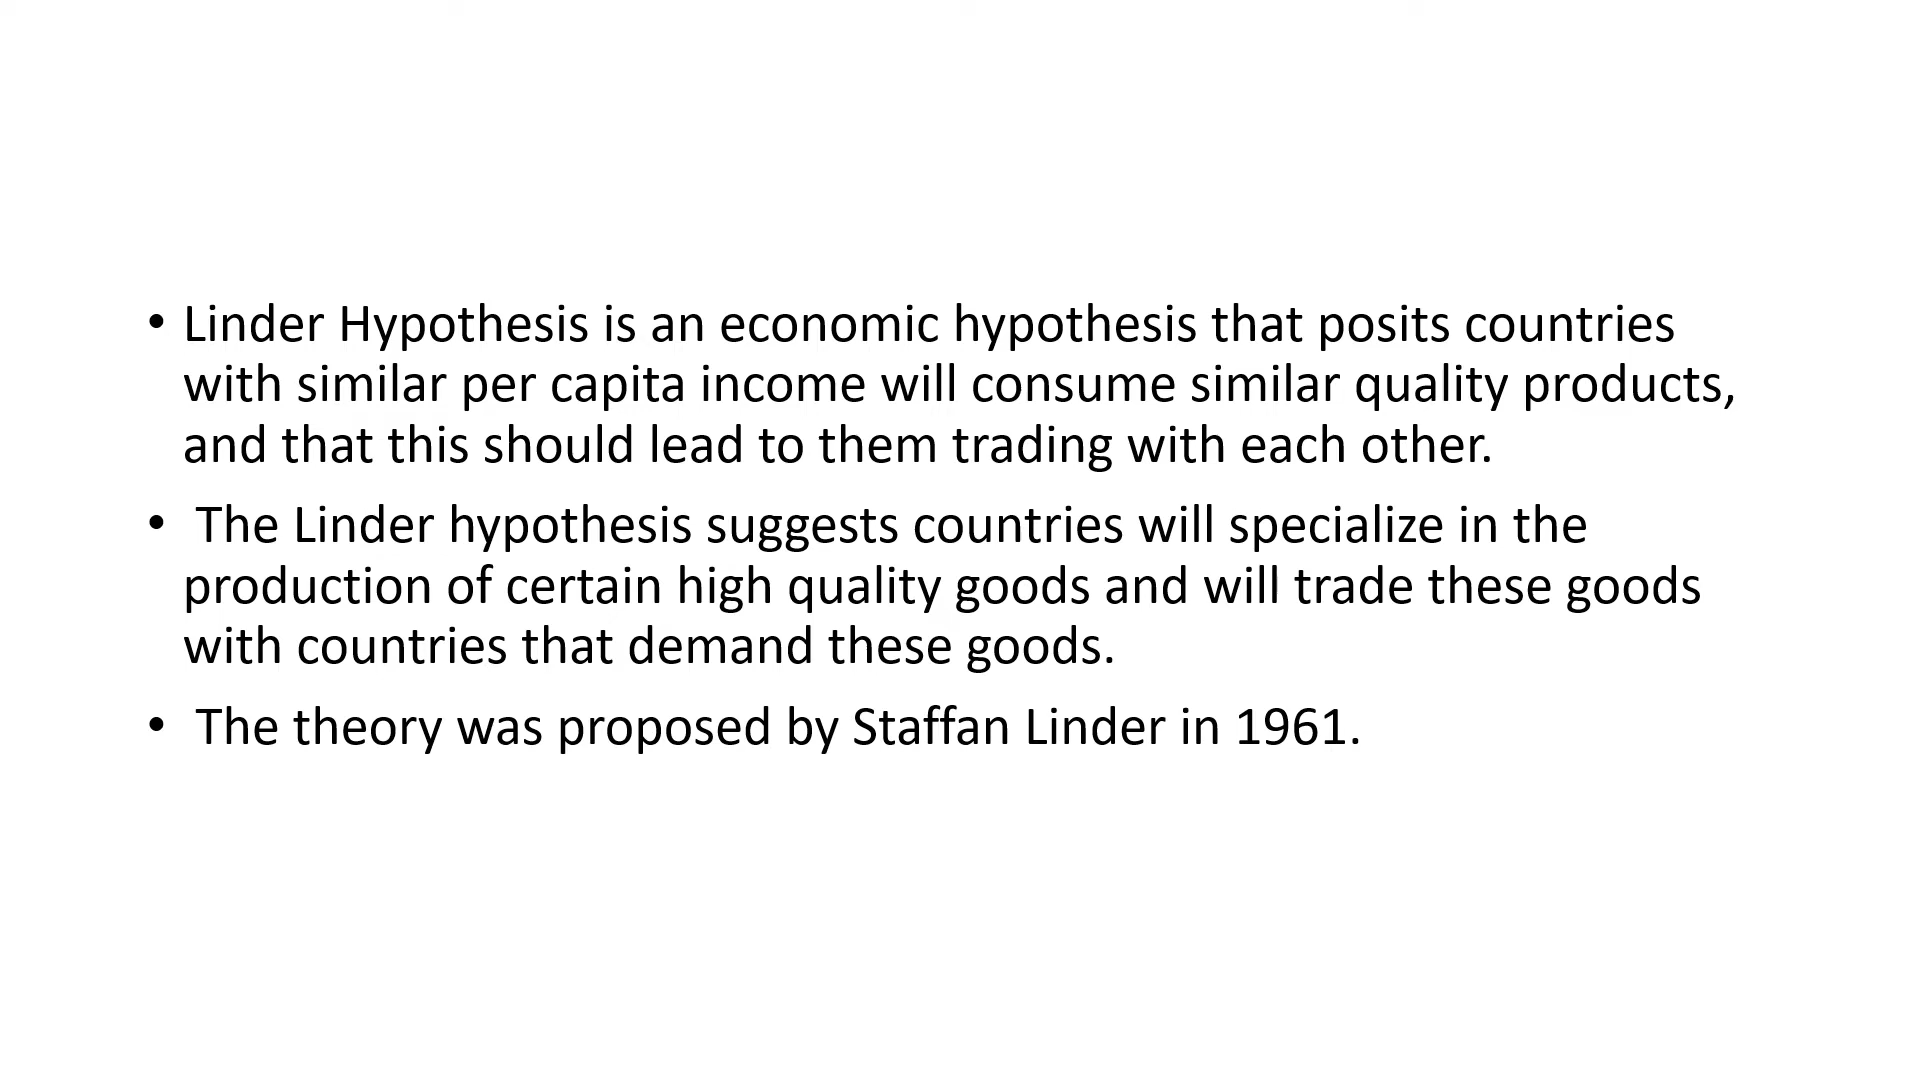 • Linder Hypothesis is an economic hypothesis that posits countries
with similar per capita income will consume similar quality products,
and that this should lead to them trading with each other.
• The Linder hypothesis suggests countries will specialize in the
production of certain high quality goods and will trade these goods
with countries that demand these goods.
• The theory was proposed by Staffan Linder in 1961.